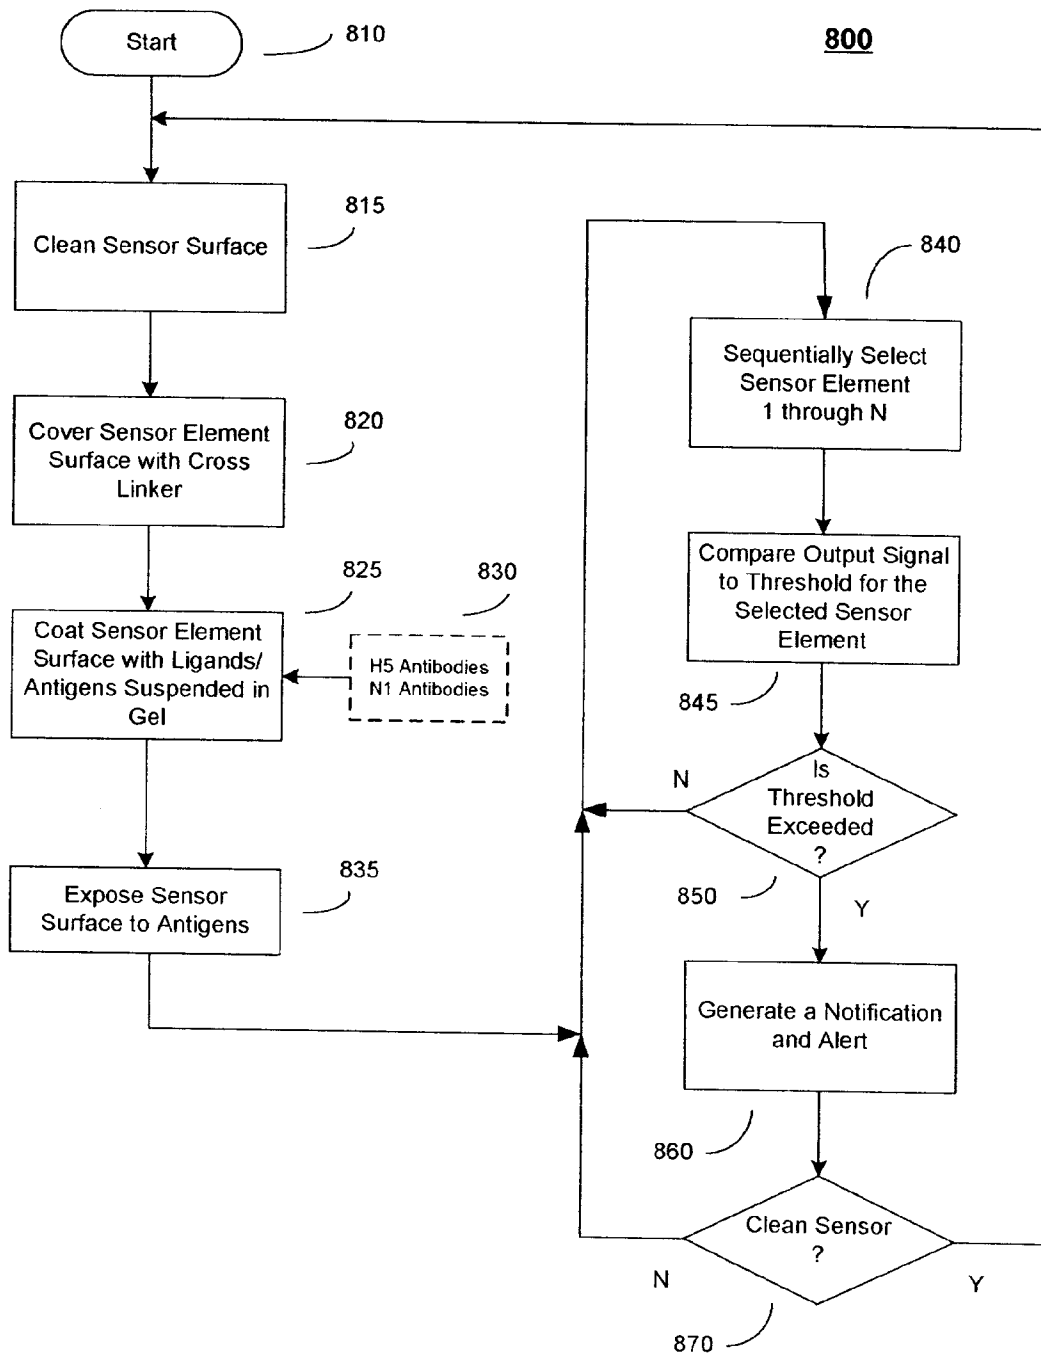 Start
810
800
Clean Sensor Surface
815
Cover Sensor Element
Surface with Cross
Linker
820
Coat Sensor Element
Surface with Ligands/
Antigens Suspended in
Gel
825
830
H5 Antibodies
N1 Antibodies
Expose Sensor
Surface to Antigens
835
840
Sequentially Select
Sensor Element
1 through N
Compare Output Signal
to Threshold for the
Selected Sensor
Element
845
Is
Threshold
Exceeded
?
N
850
Y
Generate a Notification
and Alert
860
Clean Sensor
?
N
Y
870